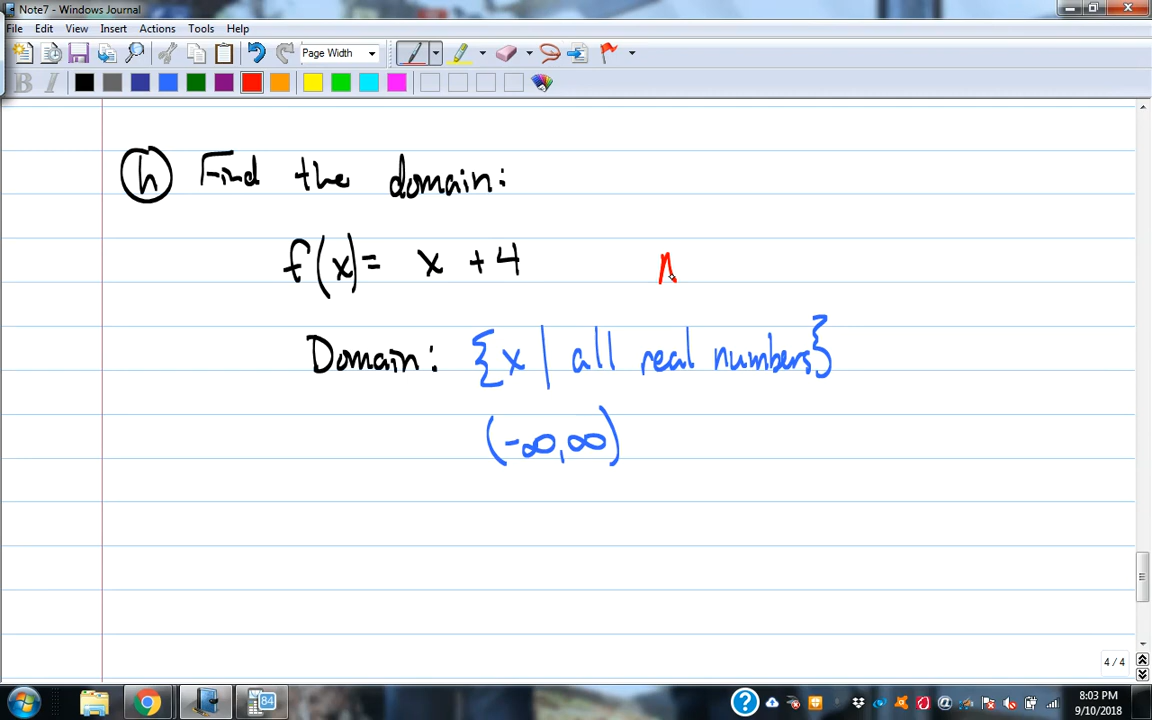 Note7 - Windows Journal
File Edit View Insert Actions Tools Help
Page Width
B I
(h) Find the domain:
f(x)= x +4
Domain: {x | all real numbers}
(-∞,∞)
4 / 4
84
8:03 PM
9/10/2018